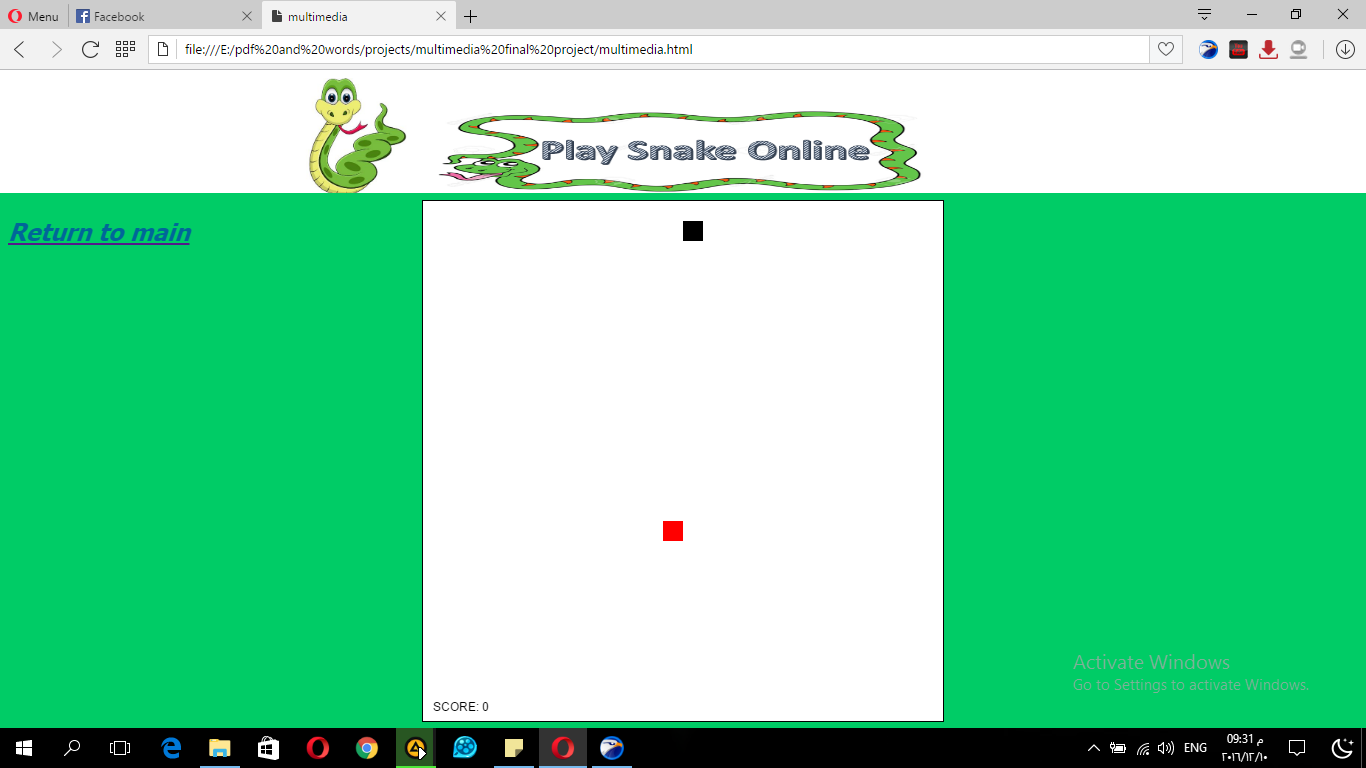 Menu
Facebook
multimedia
file:///E:/pdf%20and%20words/projects/multimedia%20final%20project/multimedia.html
Play Snake Online
Return to main
SCORE: 0
Activate Windows
Go to Settings to activate Windows.
ENG
09:31 م
٢٠١٦/١٢/١٠